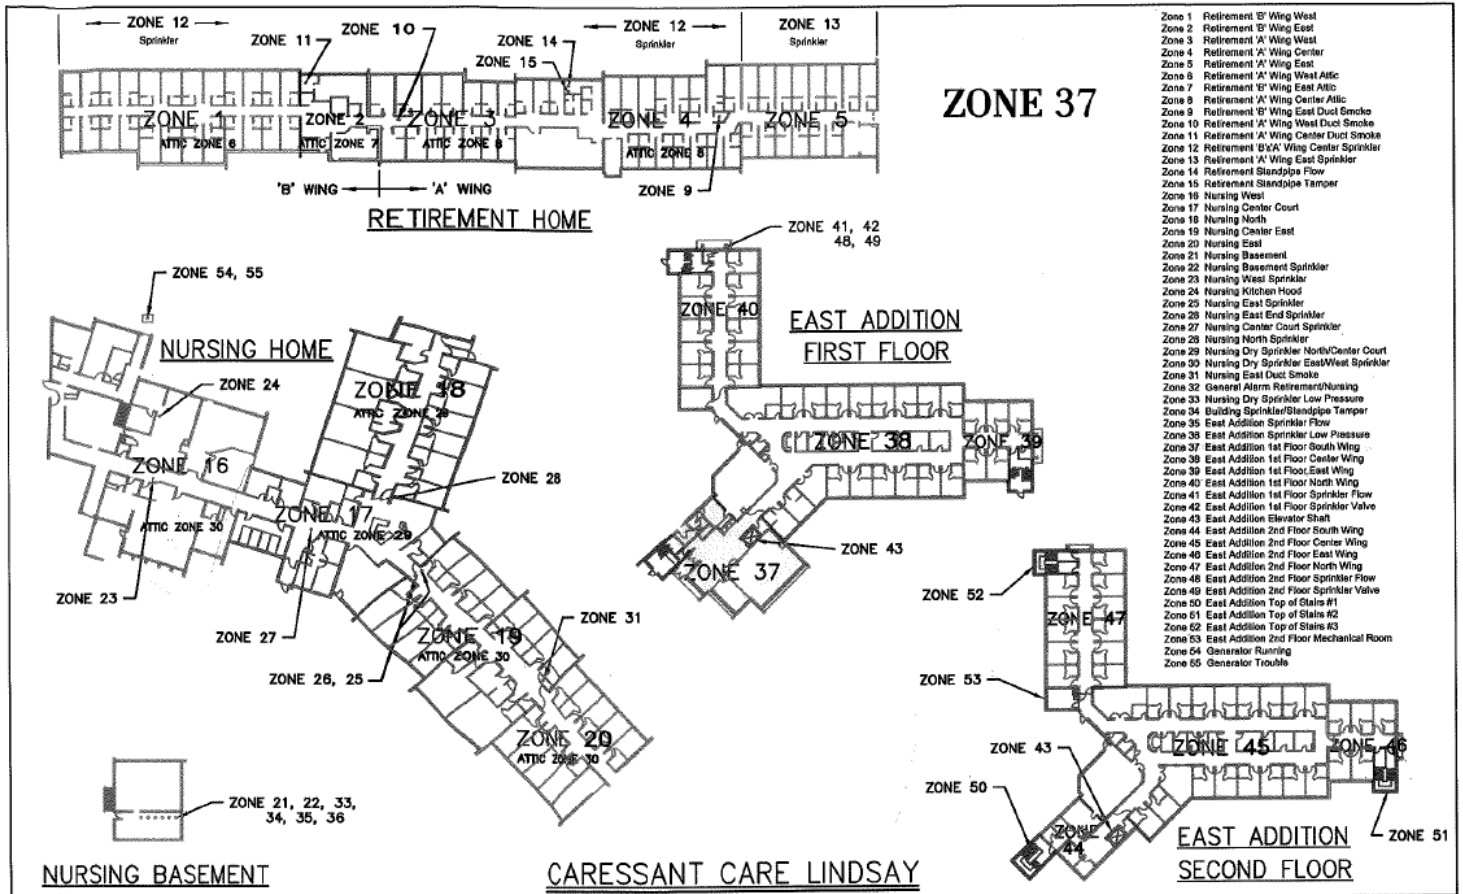 ZONE 12
Sprinkler
ZONE 11
ZONE 10
ZONE 14
ZONE 15
ZONE 12
Sprinkler
ZONE 13
Sprinkler
ZONE 1
ATTIC ZONE 6
ZONE 2
ATTIC ZONE 7
ZONE 3
ATTIC ZONE 8
ZONE 4
ATTIC ZONE 8
ZONE 5
'B' WING
'A' WING
ZONE 9
RETIREMENT HOME
ZONE 37
Zone 1 Retirement 'B' Wing West
Zone 2 Retirement 'B' Wing East
Zone 3 Retirement 'A' Wing West
Zone 4 Retirement 'A' Wing Center
Zone 5 Retirement 'A' Wing East
Zone 6 Retirement 'A' Wing West Attic
Zone 7 Retirement 'B' Wing East Attic
Zone 8 Retirement 'A' Wing Center Attic
Zone 9 Retirement 'B' Wing East Duct Smoke
Zone 10 Retirement 'A' Wing West Duct Smoke
Zone 11 Retirement 'A' Wing Center Duct Smoke
Zone 12 Retirement 'B'&'A' Wing Center Sprinkler
Zone 13 Retirement 'A' Wing East Sprinkler
Zone 14 Retirement Standpipe Flow
Zone 15 Retirement Standpipe Tamper
Zone 16 Nursing West
Zone 17 Nursing Center Court
Zone 18 Nursing North
Zone 19 Nursing Center East
Zone 20 Nursing East
Zone 21 Nursing Basement
Zone 22 Nursing Basement Sprinkler
Zone 23 Nursing West Sprinkler
Zone 24 Nursing Kitchen Hood
Zone 25 Nursing East Sprinkler
Zone 26 Nursing East End Sprinkler
Zone 27 Nursing Center Court Sprinkler
Zone 28 Nursing North Sprinkler
Zone 29 Nursing Dry Sprinkler North/Center Court
Zone 30 Nursing Dry Sprinkler East/West Sprinkler
Zone 31 Nursing East Duct Smoke
Zone 32 General Alarm Retirement/Nursing
Zone 33 Nursing Dry Sprinkler Low Pressure
Zone 34 Building Sprinkler/Standpipe Tamper
Zone 35 East Addition Sprinkler Flow
Zone 36 East Addition Sprinkler Low Pressure
Zone 37 East Addition 1st Floor South Wing
Zone 38 East Addition 1st Floor Center Wing
Zone 39 East Addition 1st Floor East Wing
Zone 40 East Addition 1st Floor North Wing
Zone 41 East Addition 1st Floor Sprinkler Flow
Zone 42 East Addition 1st Floor Sprinkler Valve
Zone 43 East Addition Elevator Shaft
Zone 44 East Addition 2nd Floor South Wing
Zone 45 East Addition 2nd Floor Center Wing
Zone 46 East Addition 2nd Floor East Wing
Zone 47 East Addition 2nd Floor North Wing
Zone 48 East Addition 2nd Floor Sprinkler Flow
Zone 49 East Addition 2nd Floor Sprinkler Valve
Zone 50 East Addition Top of Stairs #1
Zone 51 East Addition Top of Stairs #2
Zone 52 East Addition Top of Stairs #3
Zone 53 East Addition 2nd Floor Mechanical Room
Zone 54 Generator Running
Zone 55 Generator Trouble
ZONE 54, 55
NURSING HOME
ZONE 24
ZONE 18
ATTIC ZONE 29
ZONE 16
ATTIC ZONE 30
ZONE 28
ZONE 17
ATTIC ZONE 29
ZONE 23
ZONE 27
ZONE 26, 25
ZONE 19
ATTIC ZONE 30
ZONE 31
ZONE 20
ATTIC ZONE 30
ZONE 41, 42
48, 49
ZONE 40
EAST ADDITION
FIRST FLOOR
ZONE 38
ZONE 39
ZONE 43
ZONE 37
ZONE 52
ZONE 47
ZONE 53
ZONE 43
ZONE 45
ZONE 46
ZONE 50
ZONE
44
ZONE 51
EAST ADDITION
SECOND FLOOR
ZONE 21, 22, 33,
34, 35, 36
NURSING BASEMENT
CARESSANT CARE LINDSAY